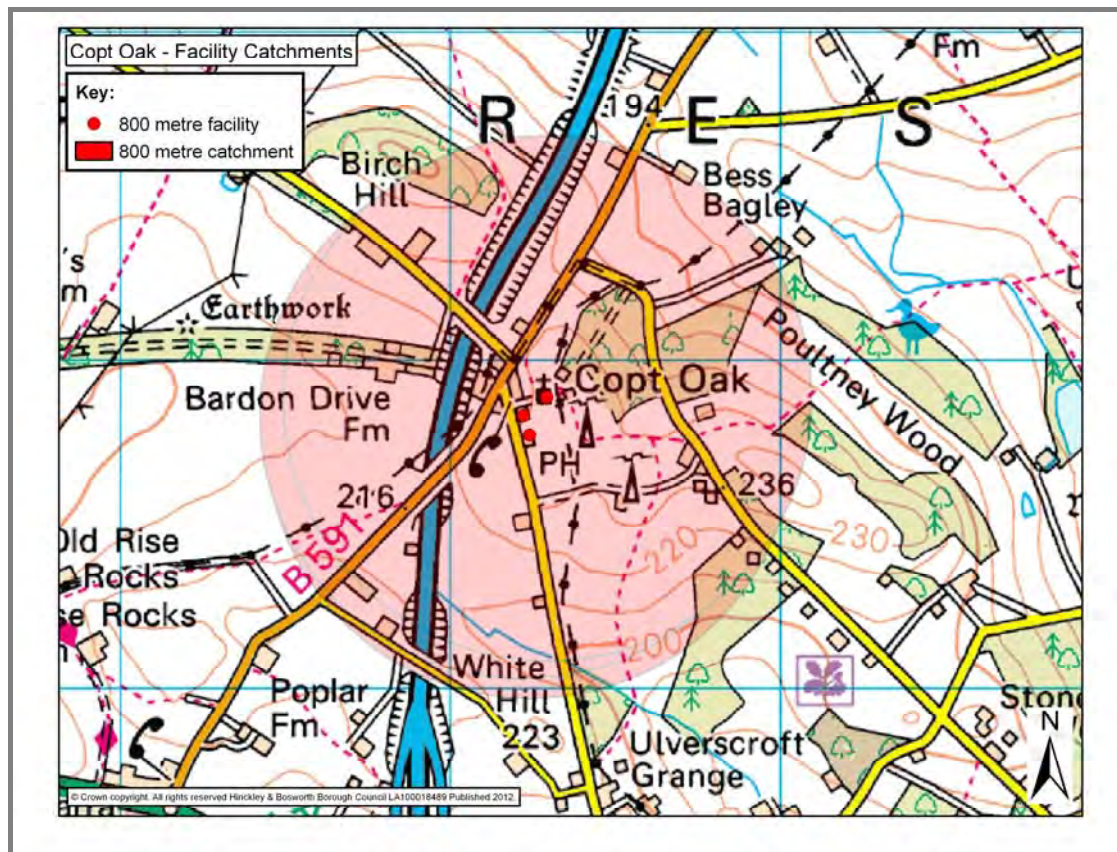 Copt Oak - Facility Catchments
Key:
800 metre facility
800 metre catchment
Fm
R E S
194
Birch
Hill
Bess
Bagley
's
m
Earthwork
Copt Oak
Poultney Wood
Bardon Drive
Fm
PH
216
236
B 591
Old Rise
Rocks
se Rocks
220
230
200
White
Hill
Poplar
Fm
223
Ulverscroft
Grange
Ston
N
© Crown copyright. All rights reserved Hinckley & Bosworth Borough Council LA100018489 Published 2012.